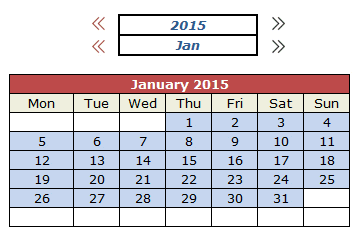 2015
Jan
January 2015
Mon Tue Wed Thu Fri Sat Sun
1 2 3 4
5 6 7 8 9 10 11
12 13 14 15 16 17 18
19 20 21 22 23 24 25
26 27 28 29 30 31